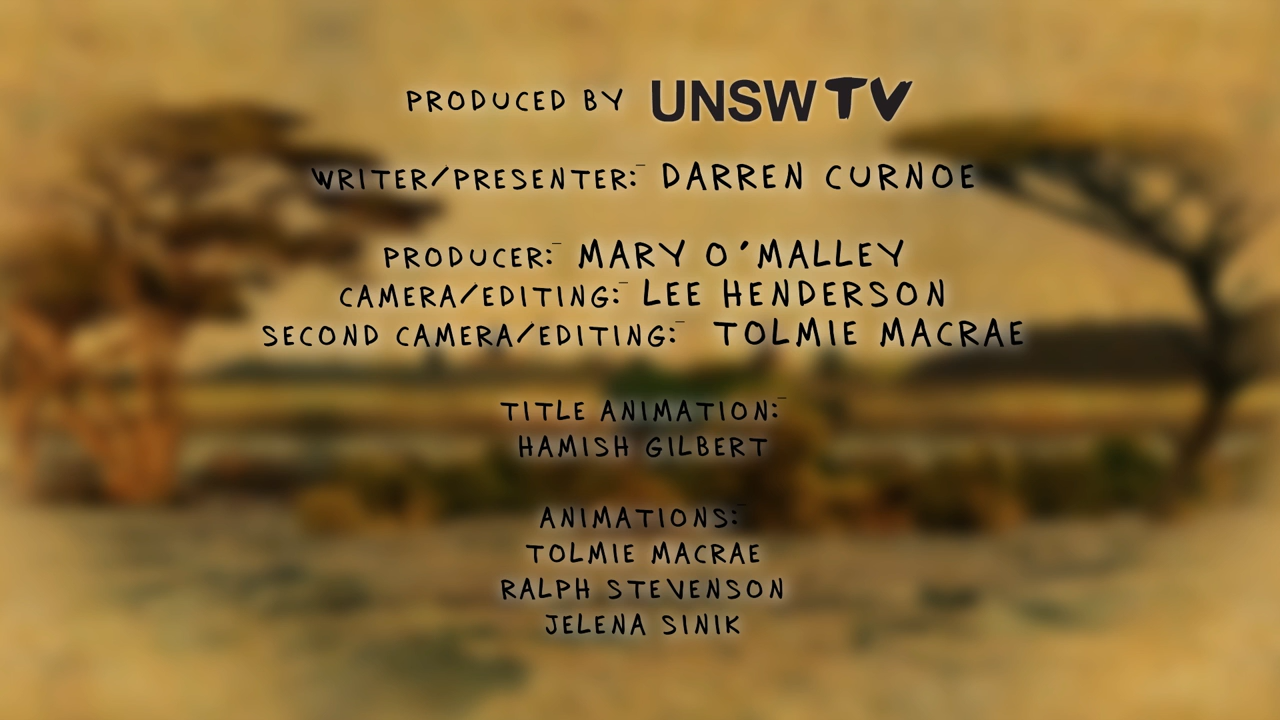 PRODUCED BY UNSWTV
WRITER/PRESENTER: DARREN CURNOE
PRODUCER: MARY O'MALLEY
CAMERA/EDITING: LEE HENDERSON
SECOND CAMERA/EDITING: TOLMIE MACRAE
TITLE ANIMATION:
HAMISH GILBERT
ANIMATIONS:
TOLMIE MACRAE
RALPH STEVENSON
JELENA SINIK